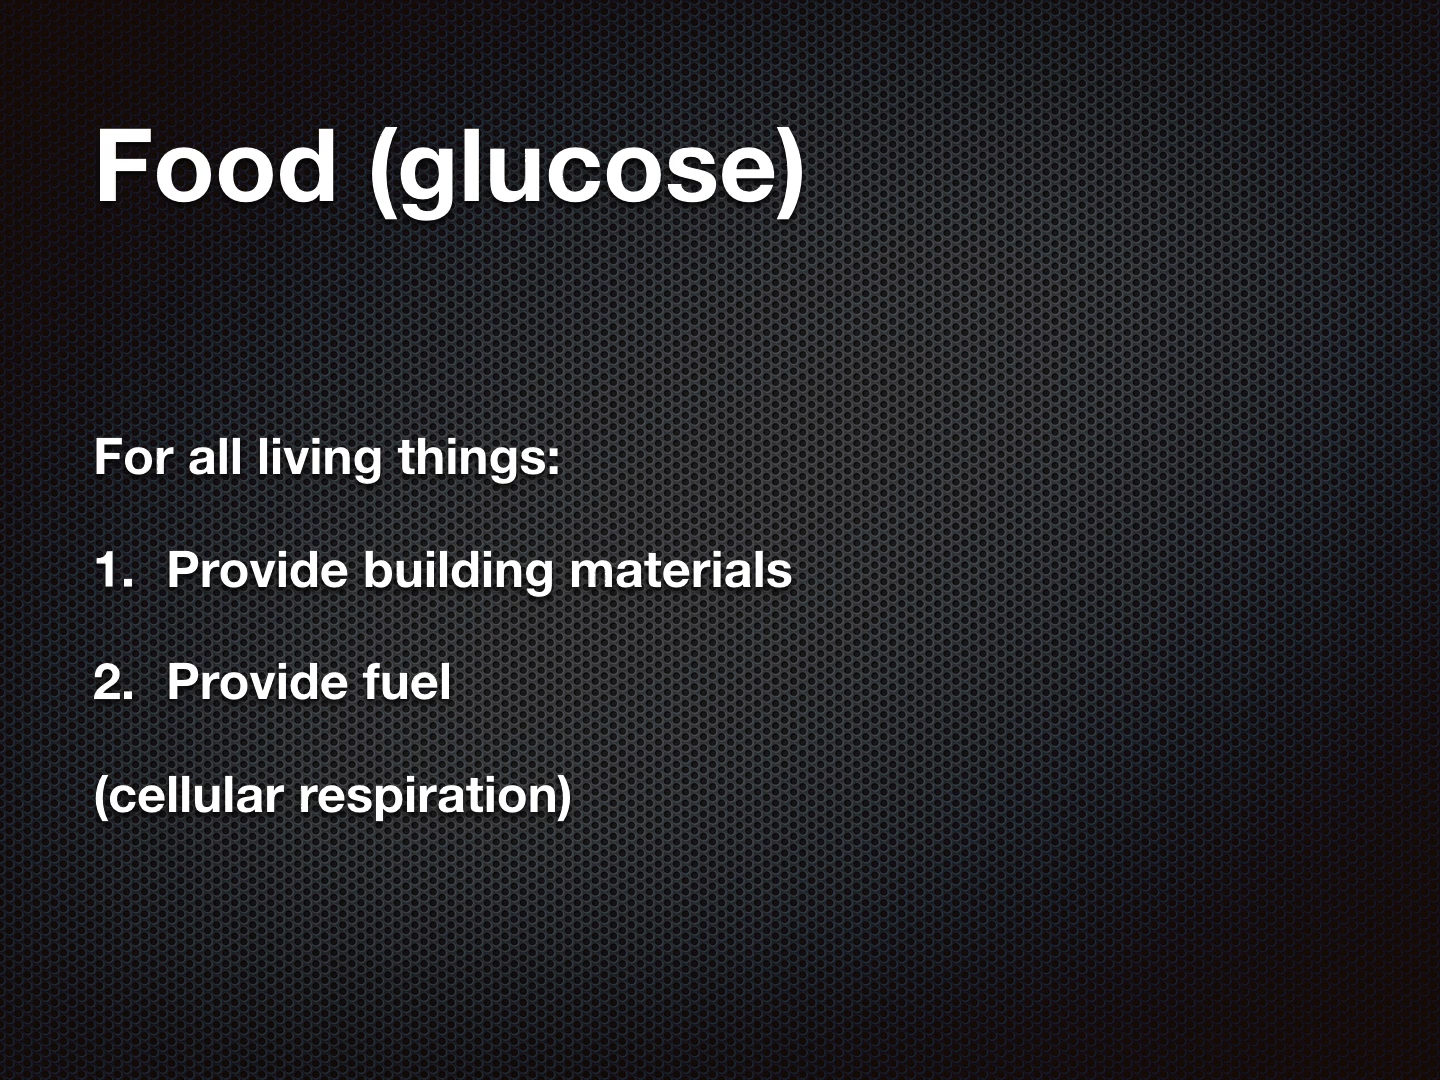 Food (glucose)
For all living things:
1. Provide building materials
2. Provide fuel
(cellular respiration)